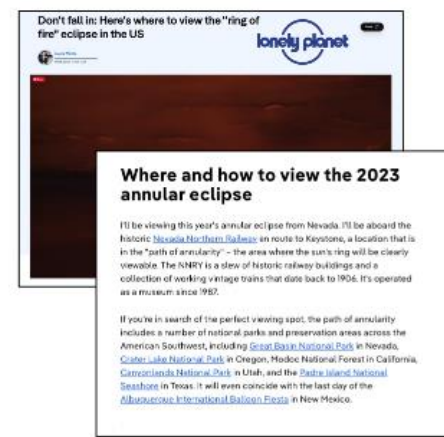 Don't fall in: Here's where to view the "ring of
fire" eclipse in the US
lonely planet
Where and how to view the 2023
annular eclipse
I'll be viewing this year's annular eclipse from Nevada. I'll be aboard the
historic Nevada Northern Railway en route to Keystone, a location that is
in the "path of annularity" – the area where the sun's ring will be clearly
viewable. The NNRY is a slew of historic railway buildings and a
collection of working vintage trains that date back to 1906. It's operated
as a museum since 1987.
If you're in search of the perfect viewing spot, the path of annularity
includes a number of national parks and preservation areas across the
American Southwest, including Great Basin National Park in Nevada,
Crater Lake National Park in Oregon, Modoc National Forest in California,
Canyonlands National Park in Utah, and the Padre Island National
Seashore in Texas. It will even coincide with the last day of the
Albuquerque International Balloon Fiesta in New Mexico.